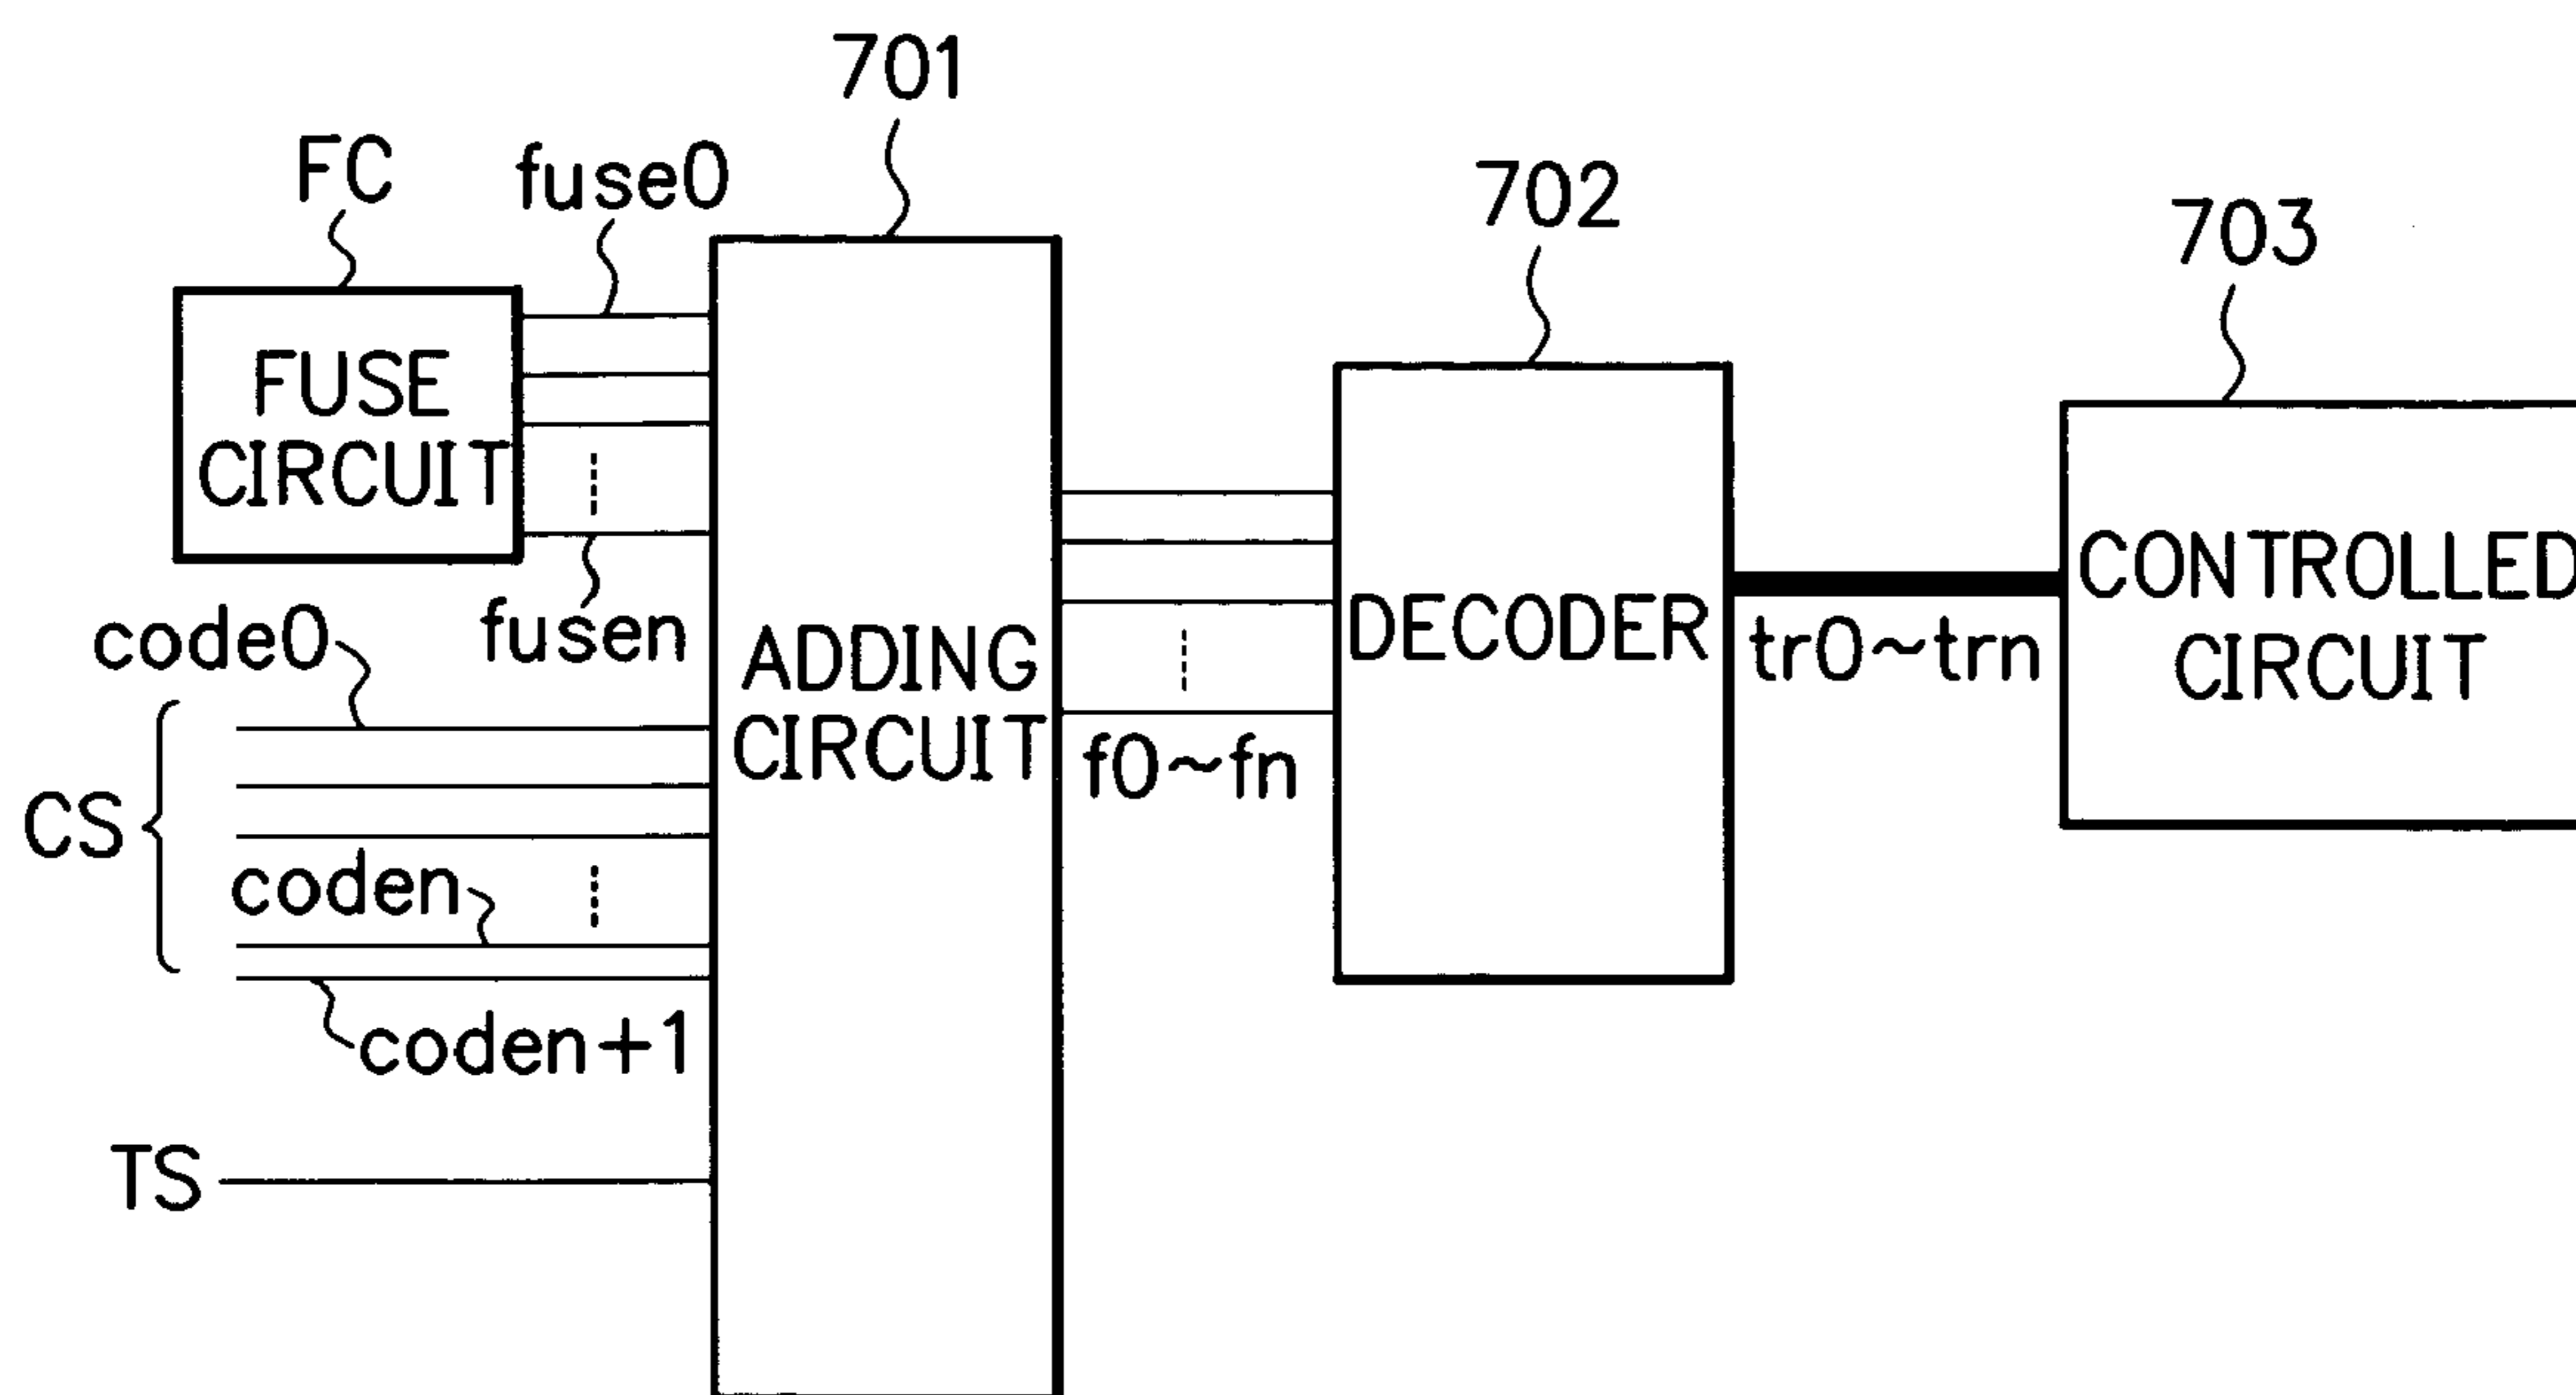 701
FC
fuse0
702
703
FUSE
CIRCUIT
fusen
code0
CS
coden
coden+1
TS
ADDING
CIRCUIT
f0~fn
DECODER
tr0~trn
CONTROLLED
CIRCUIT